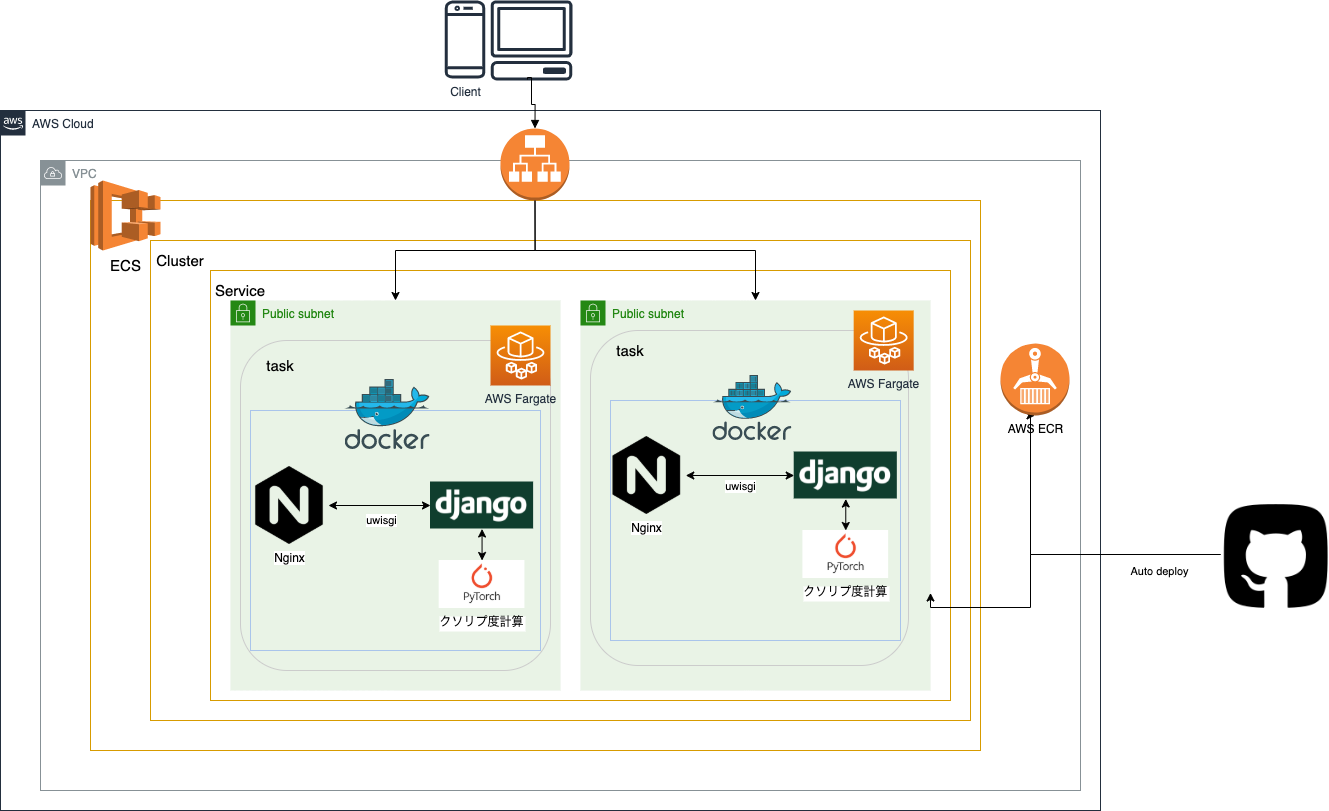 Client
aws
AWS Cloud
VPC
ECS
Cluster
Service
Public subnet
task
AWS Fargate
docker
Nginx
uwisgi
django
PyTorch
クソリプ度計算
Public subnet
task
AWS Fargate
docker
Nginx
uwisgi
django
PyTorch
クソリプ度計算
AWS ECR
Auto deploy